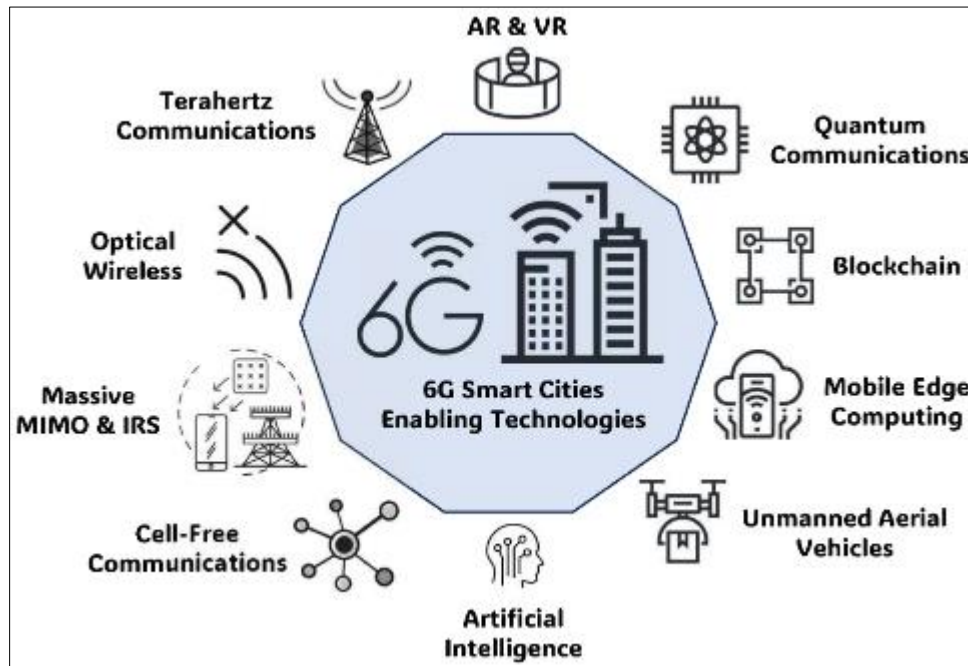 AR & VR
Terahertz
Communications
Quantum
Communications
Optical
Wireless
Blockchain
6G
6G Smart Cities
Enabling Technologies
Massive
MIMO & IRS
Mobile Edge
Computing
Cell-Free
Communications
Unmanned Aerial
Vehicles
Artificial
Intelligence